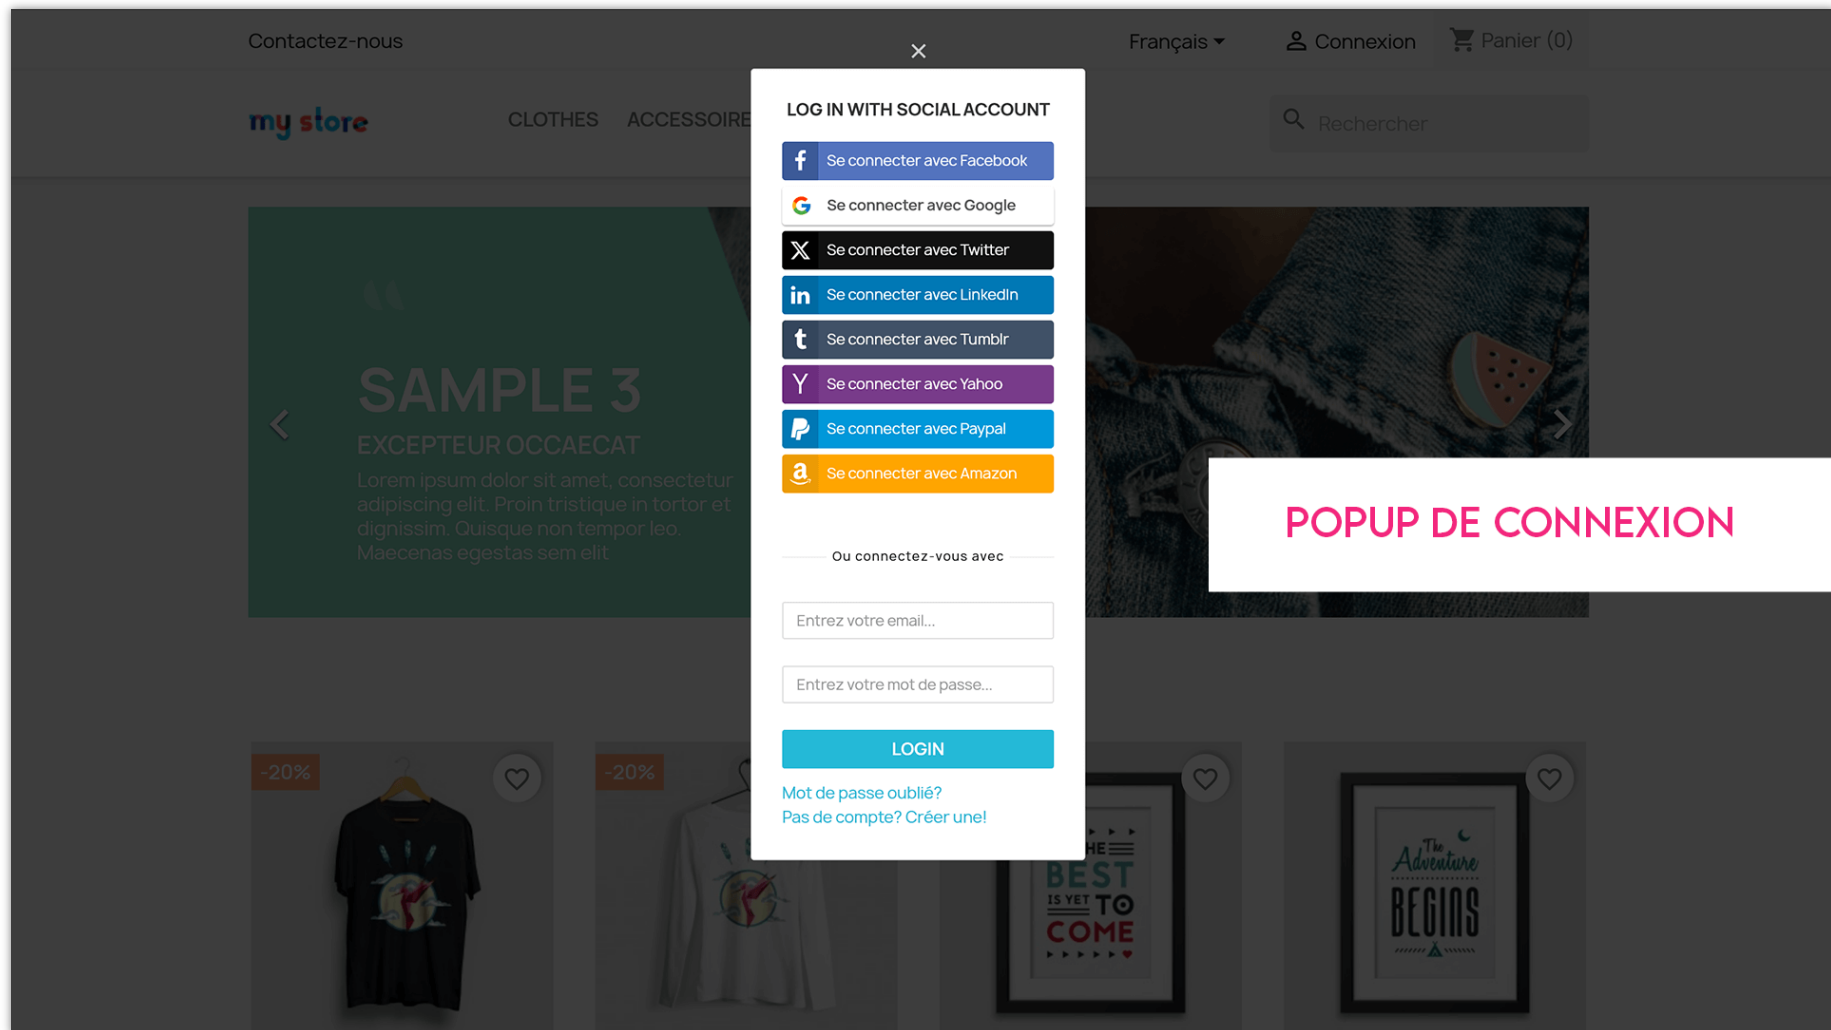 Contactez-nous
Français
Connexion
Panier (0)
my store
CLOTHES
ACCESSOIRE
Rechercher
LOG IN WITH SOCIAL ACCOUNT
Se connecter avec Facebook
Se connecter avec Google
Se connecter avec Twitter
Se connecter avec LinkedIn
Se connecter avec Tumblr
Se connecter avec Yahoo
Se connecter avec Paypal
Se connecter avec Amazon
Ou connectez-vous avec
Entrez votre email...
Entrez votre mot de passe...
LOGIN
Mot de passe oublié?
Pas de compte? Créer une!
SAMPLE 3
EXCEPTEUR OCCAECAT
Lorem ipsum dolor sit amet, consectetur
adipiscing elit. Proin tristique in tortor et
dignissim. Quisque non tempor leo.
Maecenas egestas sem elit
POPUP DE CONNEXION
-20%
-20%
HE
BEST
IS YET TO
COME
The
Adventure
BEGINS